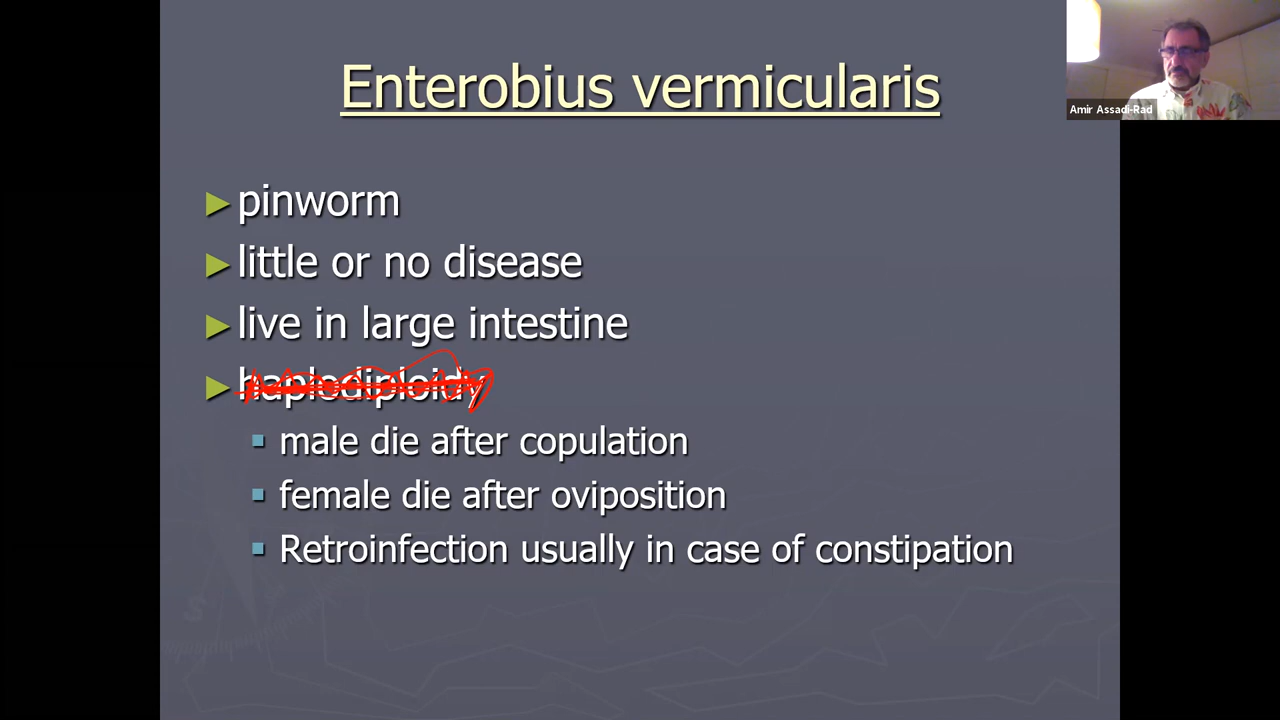 Enterobius vermicularis
Amir Assadi-Rad
► pinworm
► little or no disease
► live in large intestine
► haplodiploidy
▪ male die after copulation
▪ female die after oviposition
▪ Retroinfection usually in case of constipation